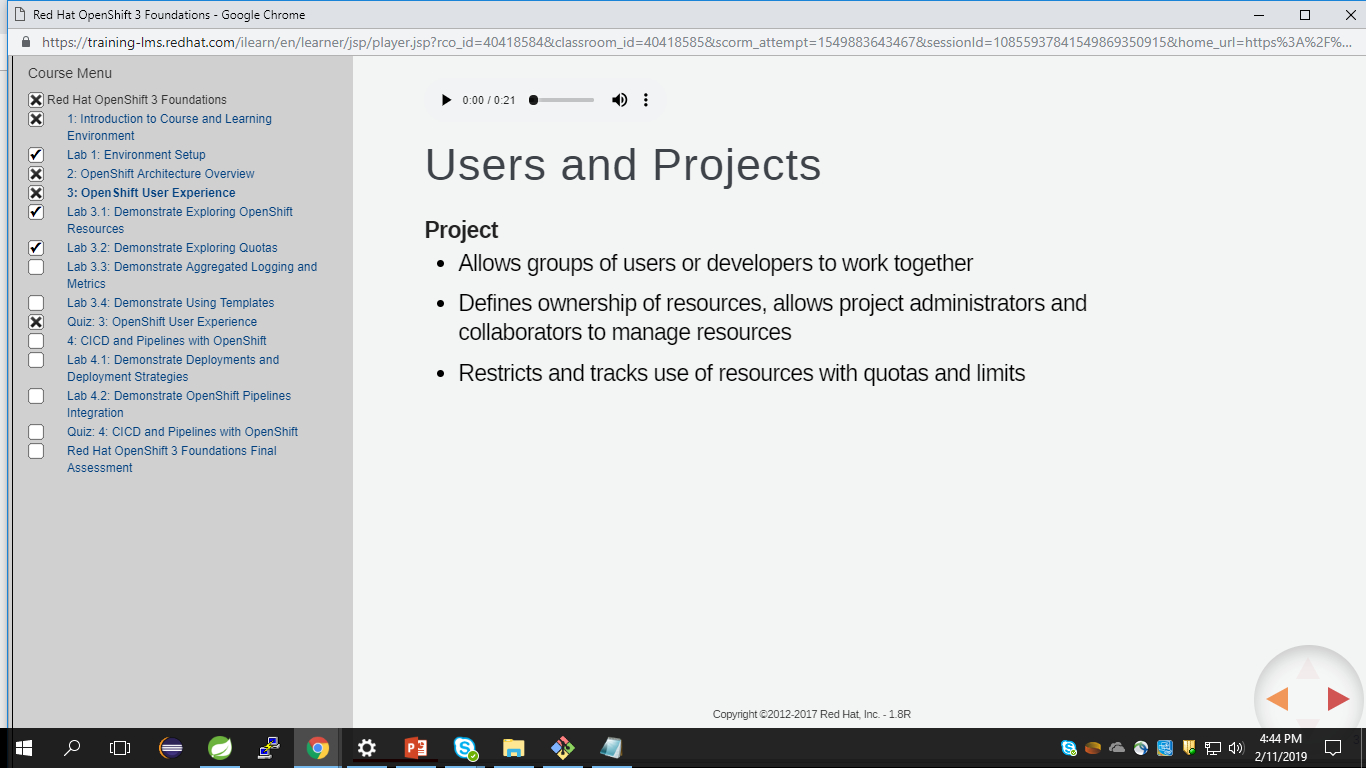 Red Hat OpenShift 3 Foundations - Google Chrome
https://training-lms.redhat.com/ilearn/en/learner/jsp/player.jsp?rco_id=40418584&classroom_id=40418585&scorm_attempt=1549883643467&sessionId=10855937841549869350915&home_url=https%3A%2F%...
Course Menu
Red Hat OpenShift 3 Foundations
1: Introduction to Course and Learning
Environment
Lab 1: Environment Setup
2: OpenShift Architecture Overview
3: OpenShift User Experience
Lab 3.1: Demonstrate Exploring OpenShift
Resources
Lab 3.2: Demonstrate Exploring Quotas
Lab 3.3: Demonstrate Aggregated Logging and
Metrics
Lab 3.4: Demonstrate Using Templates
Quiz: 3: OpenShift User Experience
4: CICD and Pipelines with OpenShift
Lab 4.1: Demonstrate Deployments and
Deployment Strategies
Lab 4.2: Demonstrate OpenShift Pipelines
Integration
Quiz: 4: CICD and Pipelines with OpenShift
Red Hat OpenShift 3 Foundations Final
Assessment
0:00 / 0:21
Users and Projects
Project
• Allows groups of users or developers to work together
• Defines ownership of resources, allows project administrators and
collaborators to manage resources
• Restricts and tracks use of resources with quotas and limits
Copyright ©2012-2017 Red Hat, Inc. - 1.8R
4:44 PM
2/11/2019